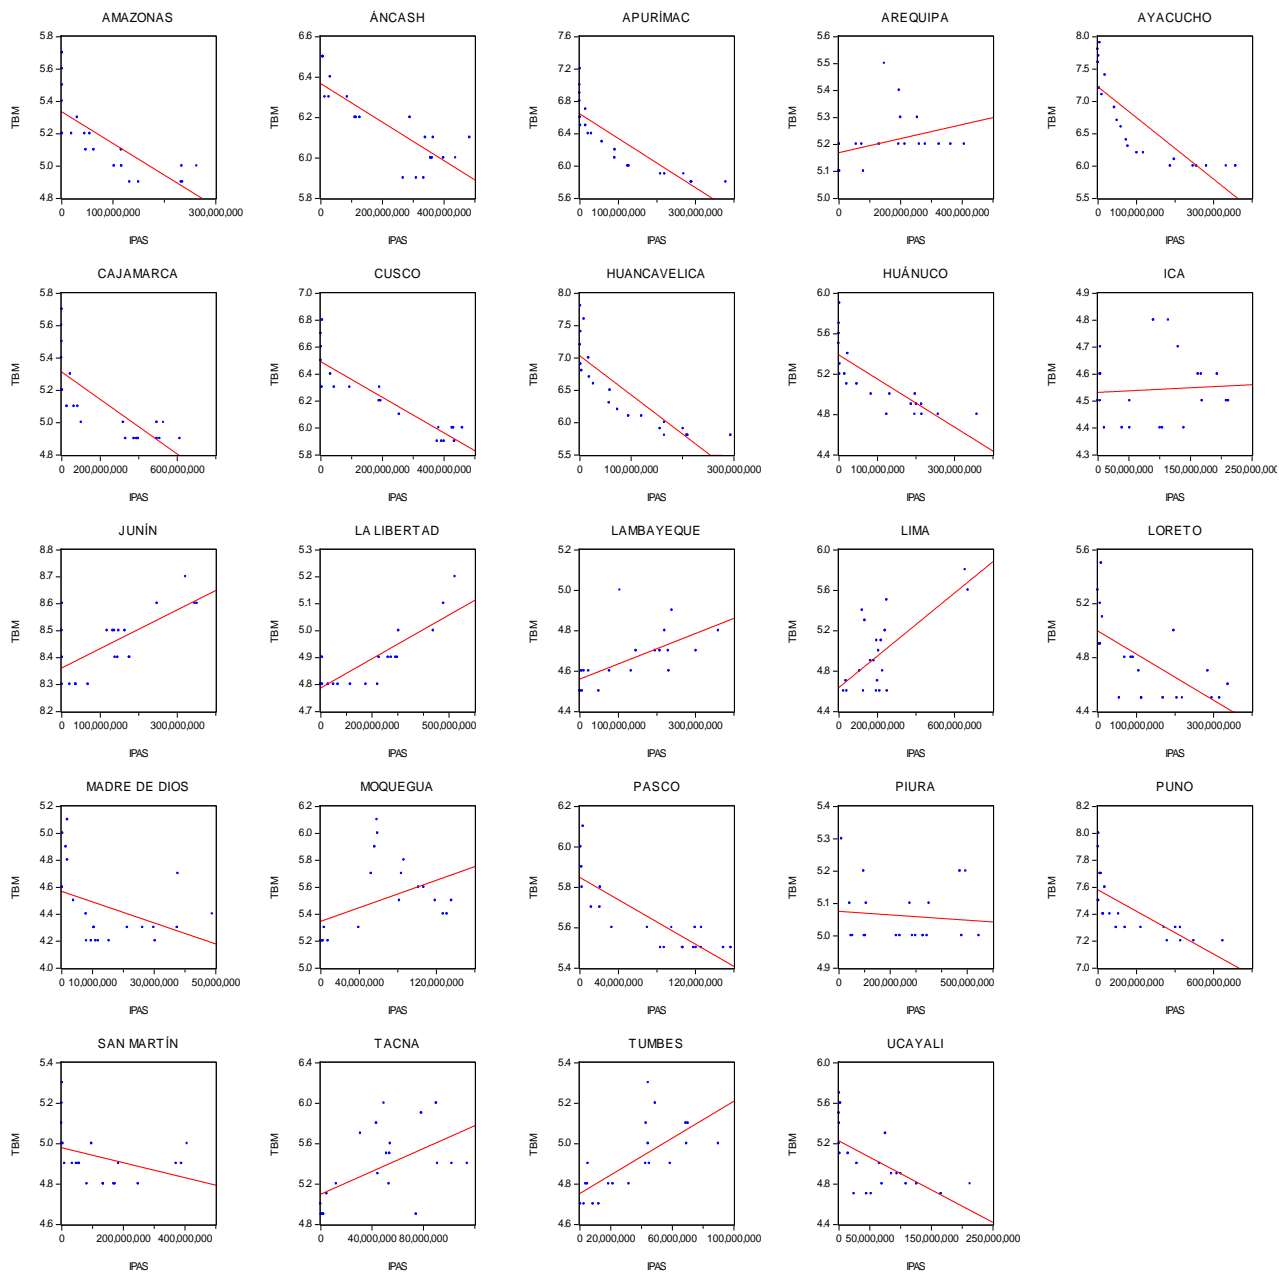 AMAZONAS
TBM
5.8
5.6
5.4
5.2
5.0
4.8
0 100,000,000 300,000,000
IPAS
ÁNCASH
TBM
6.6
6.4
6.2
6.0
5.8
0 200,000,000 400,000,000
IPAS
APURÍMAC
TBM
7.6
7.2
6.8
6.4
6.0
5.6
0 100,000,000 300,000,000
IPAS
AREQUIPA
TBM
5.6
5.5
5.4
5.3
5.2
5.1
5.0
0 200,000,000 400,000,000
IPAS
AYACUCHO
TBM
8.0
7.5
7.0
6.5
6.0
5.5
0 100,000,000 300,000,000
IPAS
CAJAMARCA
TBM
5.8
5.6
5.4
5.2
5.0
4.8
0 200,000,000 600,000,000
IPAS
CUSCO
TBM
7.0
6.8
6.6
6.4
6.2
6.0
5.8
0 200,000,000 400,000,000
IPAS
HUANCAVELICA
TBM
8.0
7.5
7.0
6.5
6.0
5.5
0 100,000,000 300,000,000
IPAS
HUÁNUCO
TBM
6.0
5.6
5.2
4.8
4.4
0 100,000,000 300,000,000
IPAS
ICA
TBM
4.9
4.8
4.7
4.6
4.5
4.4
4.3
0 50,000,000 150,000,000 250,000,000
IPAS
JUNÍN
TBM
8.8
8.7
8.6
8.5
8.4
8.3
8.2
0 100,000,000 300,000,000
IPAS
LA LIBERTAD
TBM
5.3
5.2
5.1
5.0
4.9
4.8
4.7
0 200,000,000 500,000,000
IPAS
LAMBAYEQUE
TBM
5.2
5.0
4.8
4.6
4.4
0 100,000,000 300,000,000
IPAS
LIMA
TBM
6.0
5.6
5.2
4.8
4.4
0 200,000,000 600,000,000
IPAS
LORETO
TBM
5.6
5.2
4.8
4.4
0 100,000,000 300,000,000
IPAS
MADRE DE DIOS
TBM
5.2
5.0
4.8
4.6
4.4
4.2
4.0
0 10,000,000 30,000,000 50,000,000
IPAS
MOQUEGUA
TBM
6.2
6.0
5.8
5.6
5.4
5.2
5.0
0 40,000,000 120,000,000
IPAS
PASCO
TBM
6.2
6.0
5.8
5.6
5.4
0 40,000,000 120,000,000
IPAS
PIURA
TBM
5.4
5.3
5.2
5.1
5.0
4.9
0 200,000,000 500,000,000
IPAS
PUNO
TBM
8.2
8.0
7.8
7.6
7.4
7.2
7.0
0 200,000,000 600,000,000
IPAS
SAN MARTÍN
TBM
5.4
5.2
5.0
4.8
4.6
0 200,000,000 400,000,000
IPAS
TACNA
TBM
6.4
6.0
5.6
5.2
4.8
0 40,000,000 80,000,000
IPAS
TUMBES
TBM
5.4
5.2
5.0
4.8
4.6
0 20,000,000 60,000,000 100,000,000
IPAS
UCAYALI
TBM
6.0
5.6
5.2
4.8
4.4
0 50,000,000 150,000,000 250,000,000
IPAS